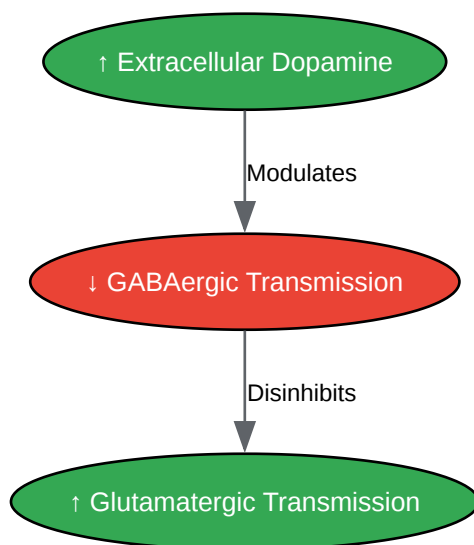 ↑ Extracellular Dopamine
Modulates
↓ GABAergic Transmission
Disinhibits
↑ Glutamatergic Transmission